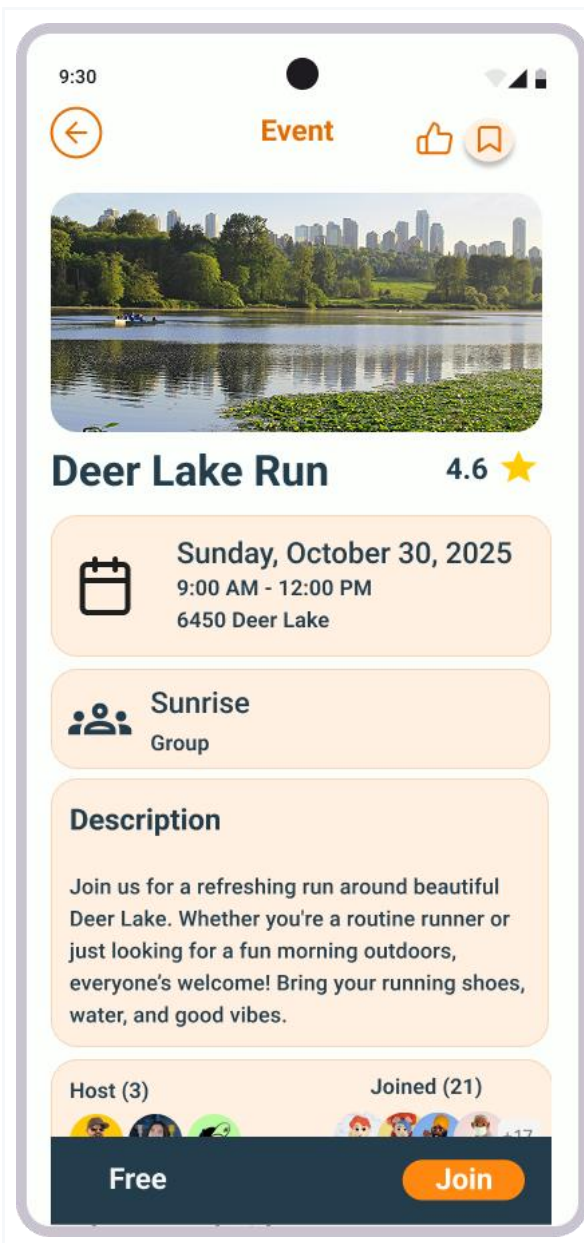 9:30
Event
Deer Lake Run
4.6
Sunday, October 30, 2025
9:00 AM - 12:00 PM
6450 Deer Lake
Sunrise
Group
Description
Join us for a refreshing run around beautiful
Deer Lake. Whether you're a routine runner or
just looking for a fun morning outdoors,
everyone's welcome! Bring your running shoes,
water, and good vibes.
Host (3)
Joined (21)
+17
Free
Join